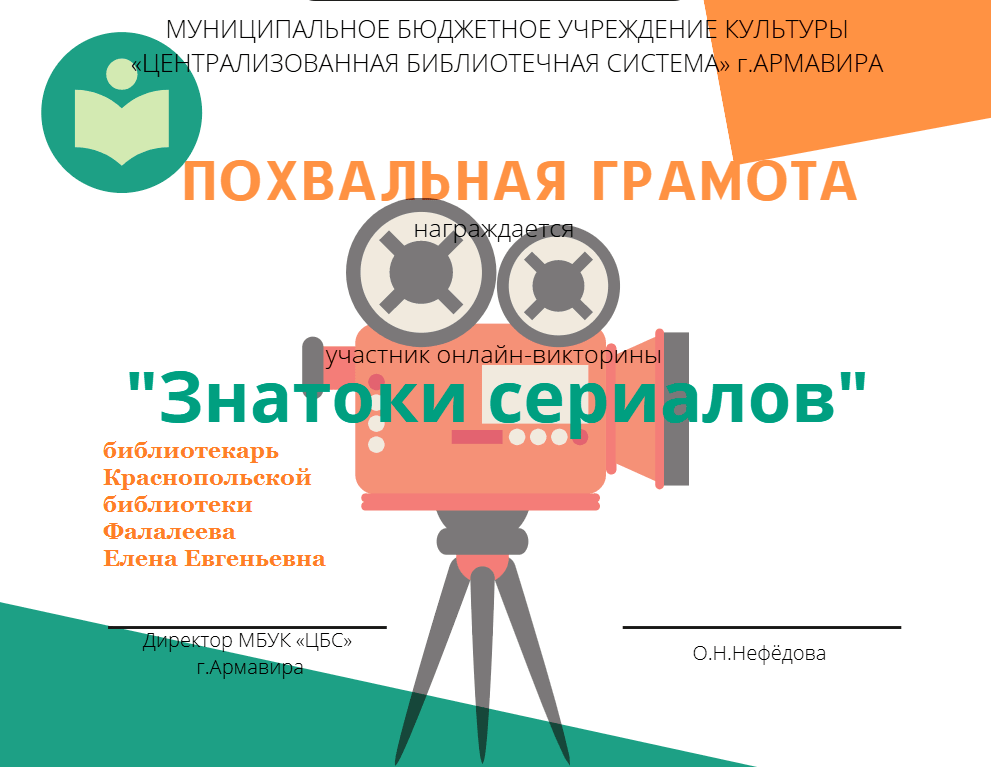 МУНИЦИПАЛЬНОЕ БЮДЖЕТНОЕ УЧРЕЖДЕНИЕ КУЛЬТУРЫ
«ЦЕНТРАЛИЗОВАННАЯ БИБЛИОТЕЧНАЯ СИСТЕМА» г.АРМАВИРА
ПОХВАЛЬНАЯ ГРАМОТА
награждается
участник онлайн-викторины
"Знатоки сериалов"
библиотекарь
Краснопольской
библиотеки
Фалалеева
Елена Евгеньевна
Директор МБУК «ЦБС»
г.Армавира
О.Н.Нефёдова